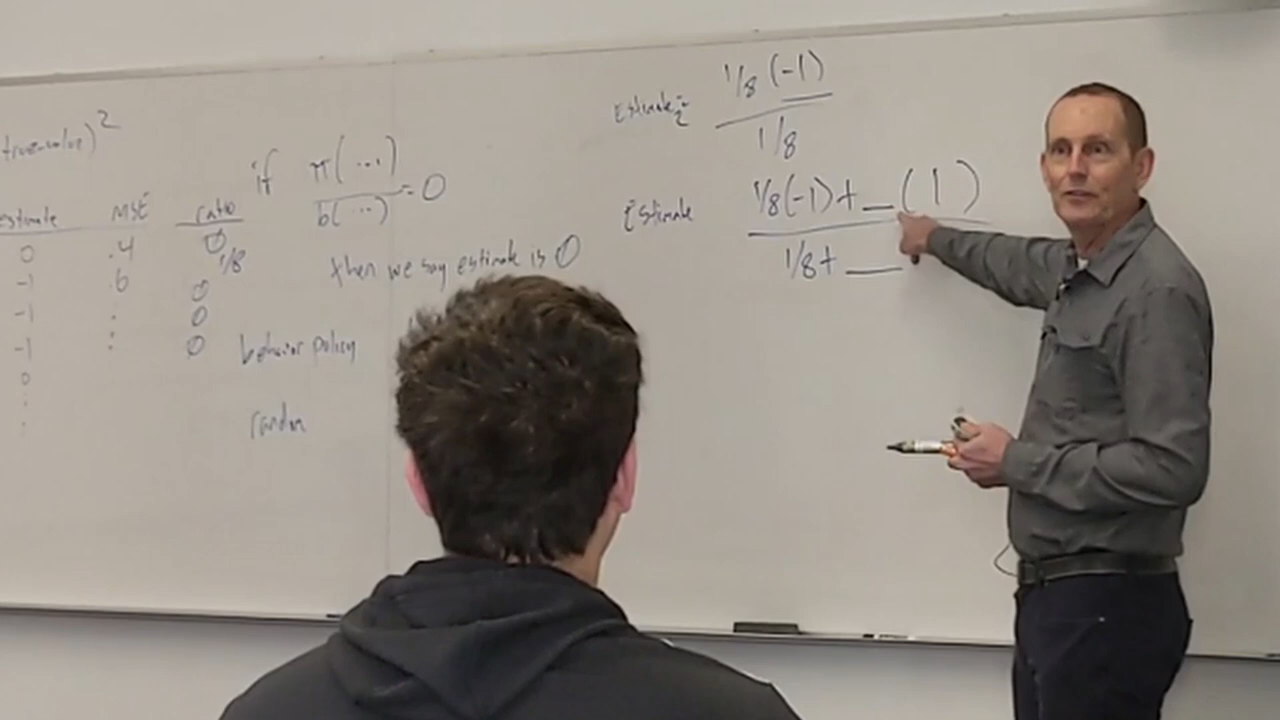 true-value)²
estimate MSE ratio
0 .4 0
1/8
-1 .6 0
-1 : 0
-1 : 0
0
if π(...)
b(...) = 0
then we say estimate is 0
behavior policy
random
Estimate₂ = 1/8 (-1)
1/8
Estimate 1/8(-1) + __ (1)
1/8 + __